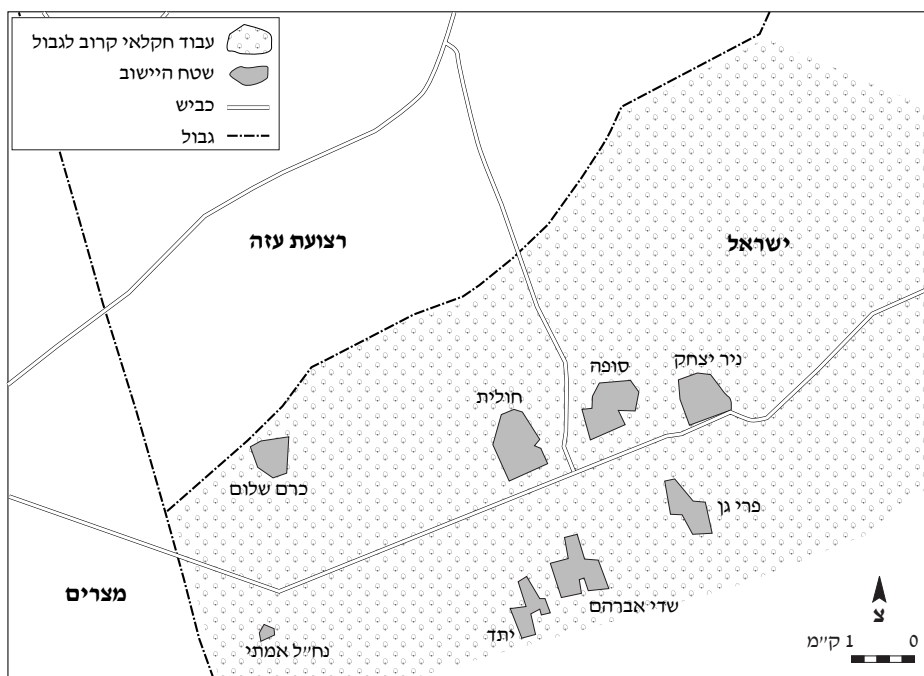 עבוד חקלאי קרוב לגבול
שטח היישוב
כביש
גבול
רצועת עזה
ישראל
ניר יצחק
סופה
חולית
כרם שלום
פרי גן
שדי אברהם
יתד
נח"ל אמתי
מצרים
צ
0 1 ק"מ